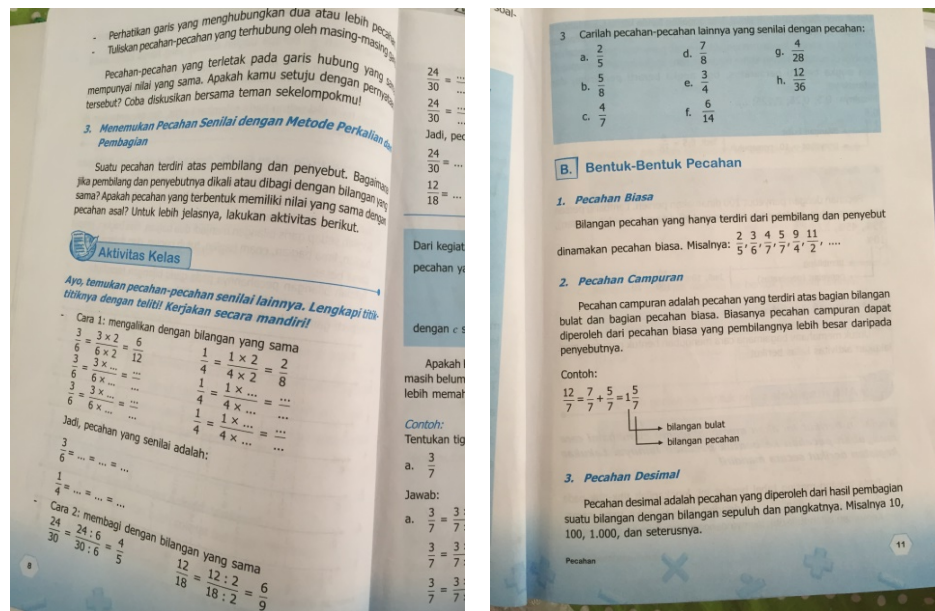 - Perhatikan garis yang menghubungkan dua atau lebih
- Tuliskan pecahan-pecahan yang terhubung oleh masing-masing
Pecahan-pecahan yang terletak pada garis hubung yang
mempunyai nilai yang sama. Apakah kamu setuju dengan
tersebut? Coba diskusikan bersama teman sekelompokmu!
3. Menemukan Pecahan Senilai dengan Metode Perkalian dan
Pembagian
Suatu pecahan terdiri atas pembilang dan penyebut. Bagaimana
jika pembilang dan penyebutnya dikali atau dibagi dengan bilangan yang
sama? Apakah pecahan yang terbentuk memiliki nilai yang sama dengan
pecahan asal? Untuk lebih jelasnya, lakukan aktivitas berikut.
Aktivitas Kelas
Ayo, temukan pecahan-pecahan senilai lainnya. Lengkapi titik-
titiknya dengan teliti! Kerjakan secara mandiri!
- Cara 1: mengalikan dengan bilangan yang sama
3/6 = 3 × 2/6 × 2 = 6/12
1/4 = 1 × 2/4 × 2 = 2/8
3/6 = 3 × .../6 × ... = .../...
1/4 = 1 × .../4 × ... = .../...
3/6 = 3 × .../6 × ... = .../...
1/4 = 1 × .../4 × ... = .../...
Jadi, pecahan yang senilai adalah:
3/6 = ... = ... = ...
1/4 = ... = ... = ...
- Cara 2: membagi dengan bilangan yang sama
24/30 = 24 : 6/30 : 6 = 4/5
12/18 = 12 : 2/18 : 2 = 6/9
8
24/30 = .../...
24/30 = .../...
Jadi, pec
24/30 = ...
12/18 = ...
Dari kegiat
pecahan ya
dengan c s
Apakah
masih belum
lebih memah
Contoh:
Tentukan tig
a. 3/7
Jawab:
a. 3/7 = 3/7
3/7 = 3/7
3/7 = 3/7
3 Carilah pecahan-pecahan lainnya yang senilai dengan pecahan:
a. 2/5 d. 7/8 g. 4/28
b. 5/8 e. 3/4 h. 12/36
c. 4/7 f. 6/14
B. Bentuk-Bentuk Pecahan
1. Pecahan Biasa
Bilangan pecahan yang hanya terdiri dari pembilang dan penyebut
dinamakan pecahan biasa. Misalnya: 2/5, 3/6, 4/7, 5/7, 9/4, 11/2, ....
2. Pecahan Campuran
Pecahan campuran adalah pecahan yang terdiri atas bagian bilangan
bulat dan bagian pecahan biasa. Biasanya pecahan campuran dapat
diperoleh dari pecahan biasa yang pembilangnya lebih besar daripada
penyebutnya.
Contoh:
12/7 = 7/7 + 5/7 = 1 5/7
bilangan bulat
bilangan pecahan
3. Pecahan Desimal
Pecahan desimal adalah pecahan yang diperoleh dari hasil pembagian
suatu bilangan dengan bilangan sepuluh dan pangkatnya. Misalnya 10,
100, 1.000, dan seterusnya.
Pecahan
11